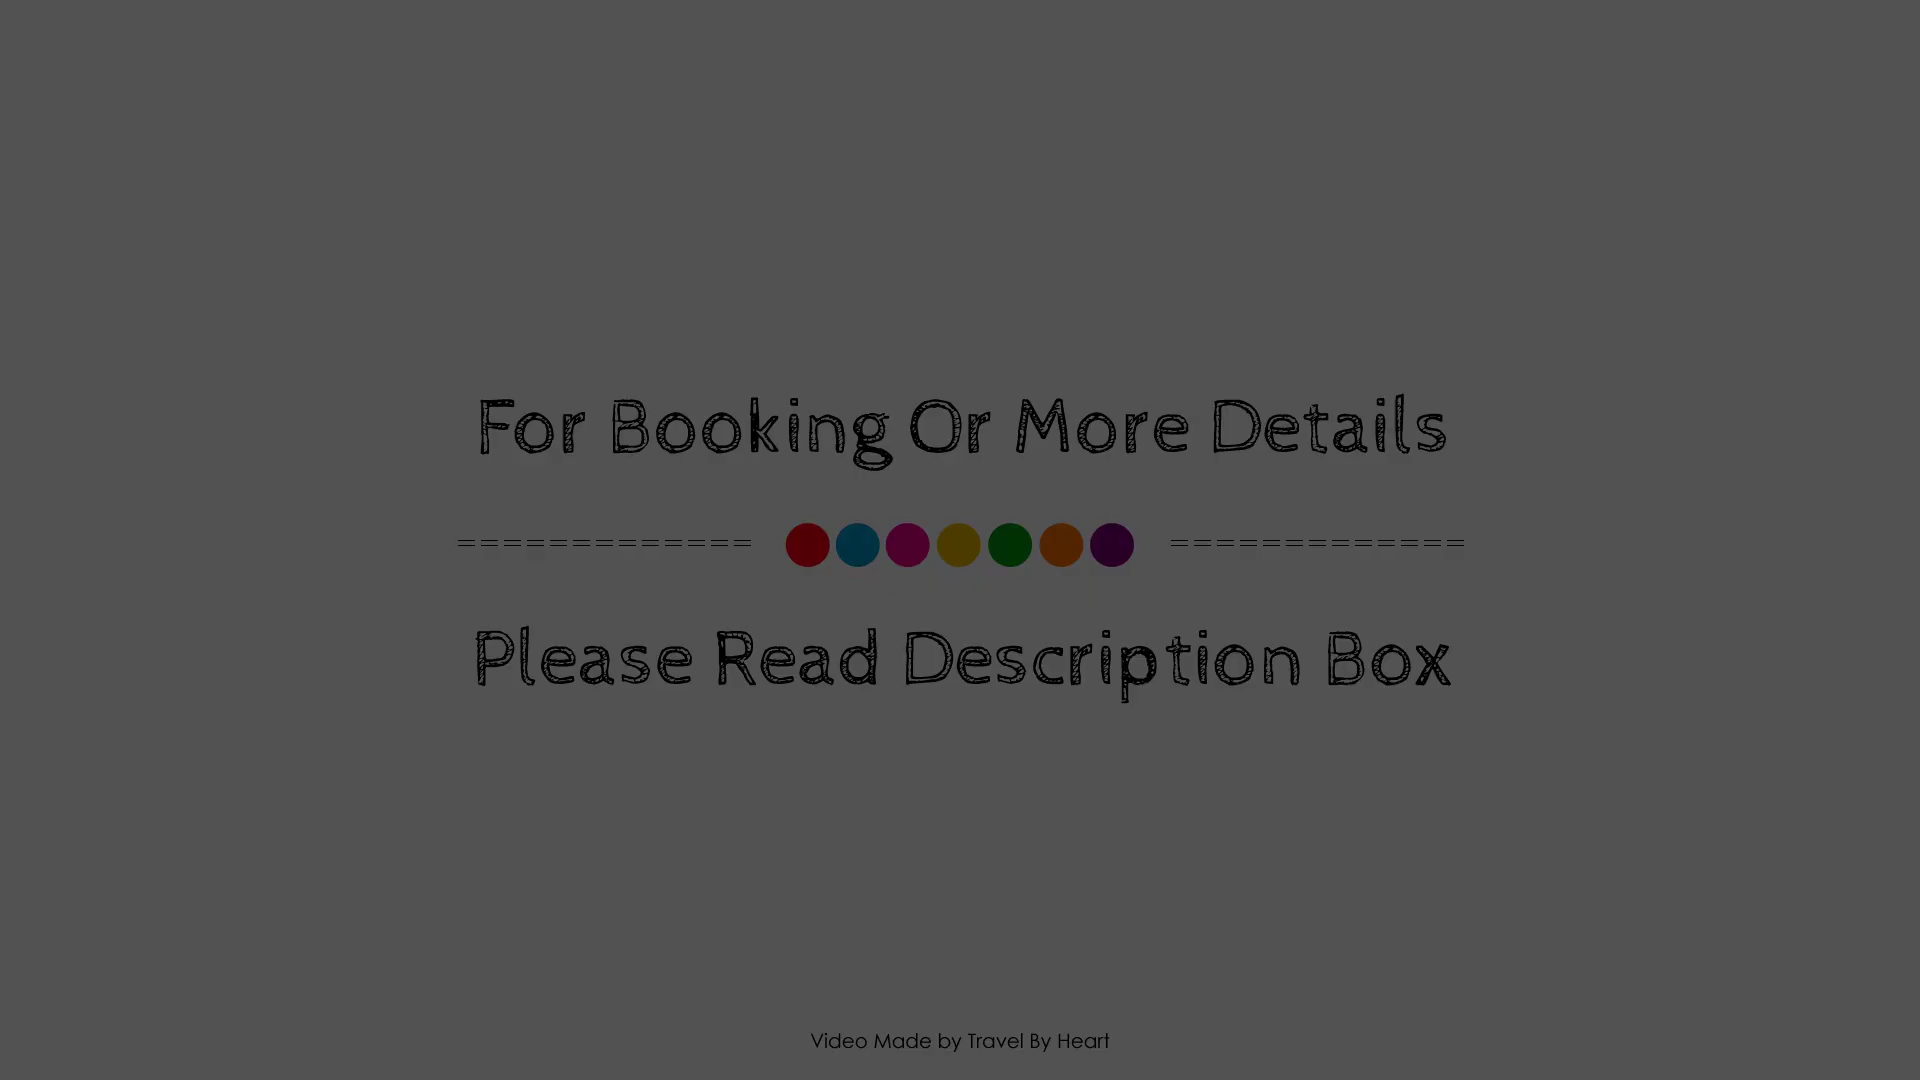 For Booking Or More Details
============= =============
Please Read Description Box
Video Made by Travel By Heart